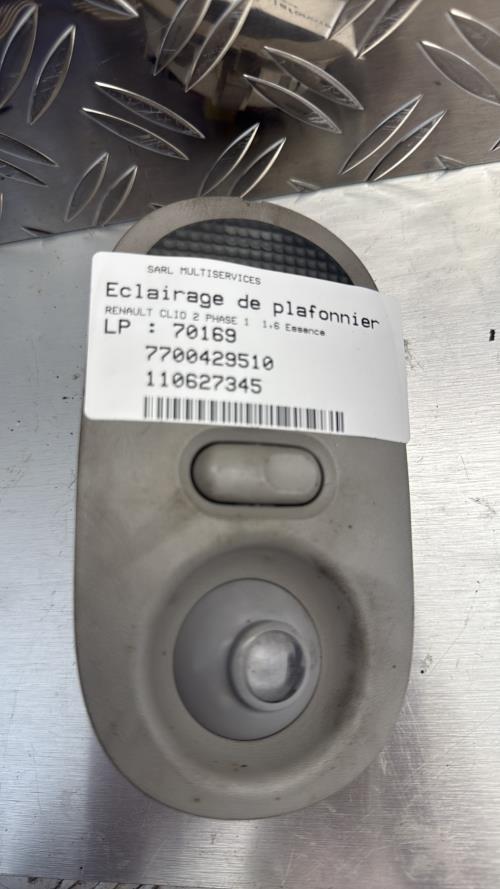 SARL MULTISERVICES
Eclairage de plafonnier
RENAULT CLIO 2 PHASE 1 1.6 Essence
LP : 70169
7700429510
110627345